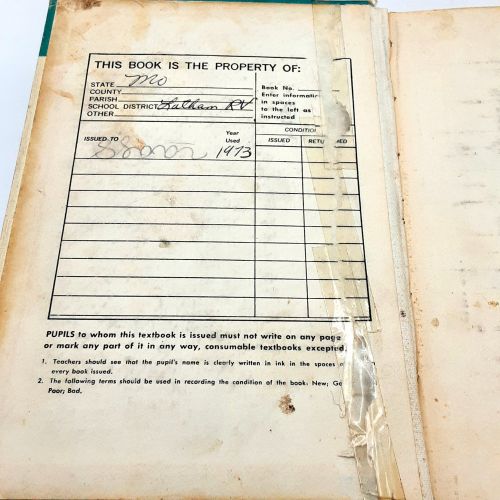 THIS BOOK IS THE PROPERTY OF:
STATE Mo
COUNTY
PARISH
SCHOOL DISTRICT Latham RV
OTHER
Book No.
Enter informati
in spaces
to the left as
instructed
ISSUED TO
Year Used
CONDITION
ISSUED
RETURNED
1973
PUPILS to whom this textbook is issued must not write on any page
or mark any part of it in any way, consumable textbooks excepted.
1. Teachers should see that the pupil's name is clearly written in ink in the spaces
every book issued.
2. The following terms should be used in recording the condition of the book: New;
Poor; Bad.